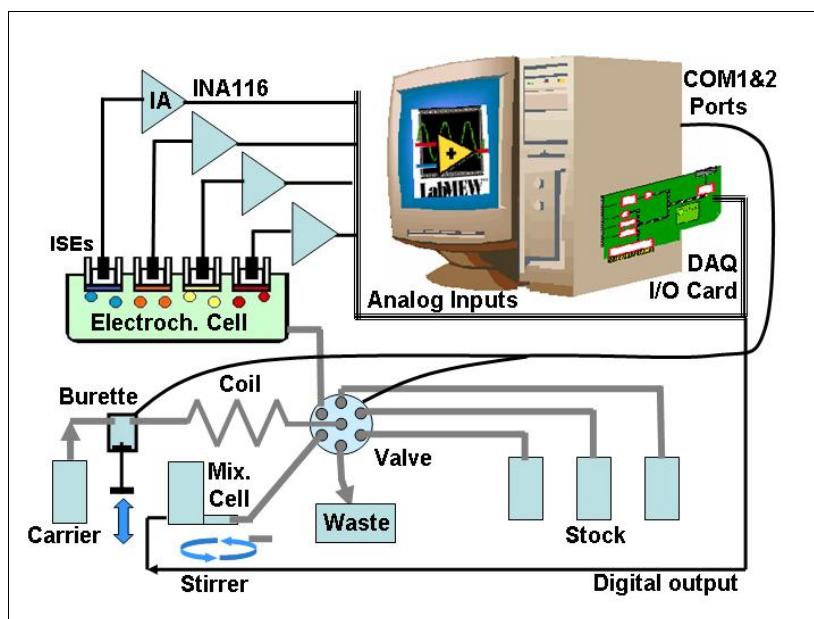 IA
INA116
COM1&2
Ports
LabVIEW
ISEs
DAQ
I/O Card
Analog Inputs
Electroch. Cell
Burette
Coil
Valve
Mix.
Cell
Carrier
Waste
Stock
Stirrer
Digital output